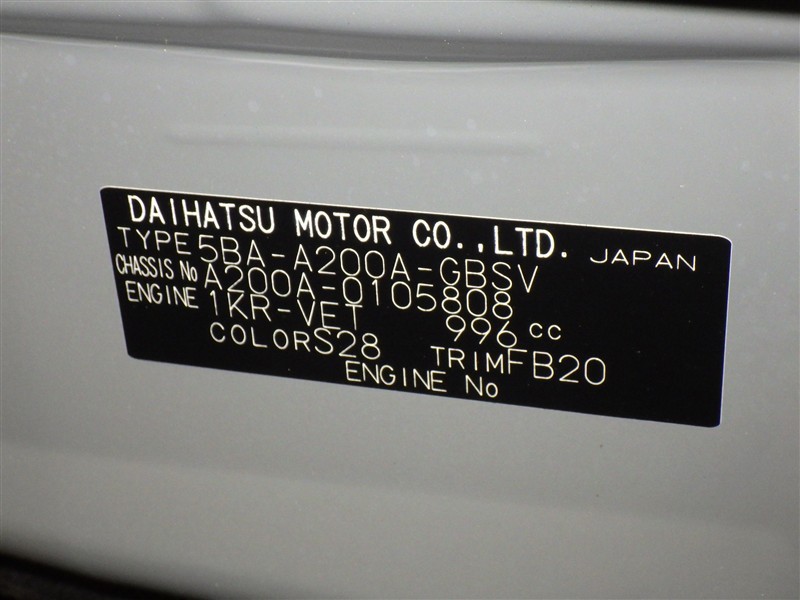 DAIHATSU MOTOR CO.,LTD. JAPAN
TYPE 5BA-A200A-GBSV
CHASSIS No A200A-0105808
ENGINE 1KR-VET 996 cc
COLOR S28 TRIM FB20
ENGINE No